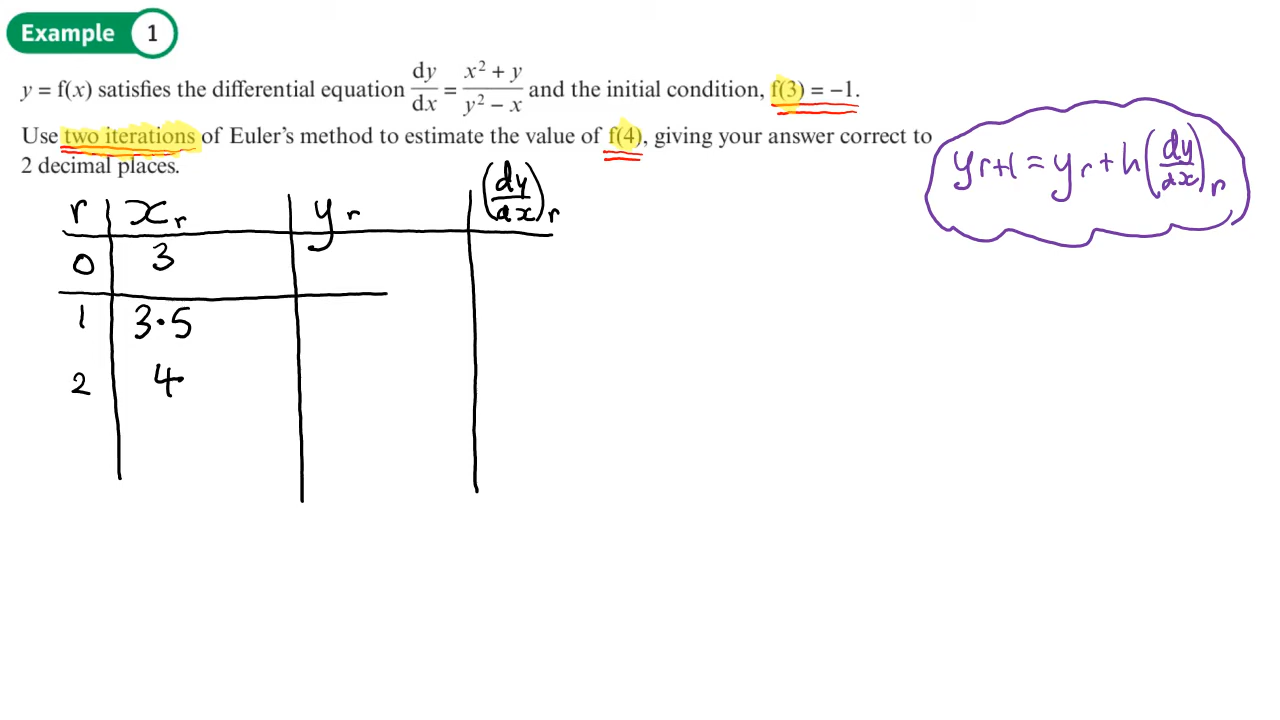 Example 1
y = f(x) satisfies the differential equation dy/dx = (x² + y)/(y² − x) and the initial condition, f(3) = −1.
Use two iterations of Euler's method to estimate the value of f(4), giving your answer correct to
2 decimal places.
y_{r+1} = y_r + h(dy/dx)_r
r x_r y_r (dy/dx)_r
0 3
1 3·5
2 4